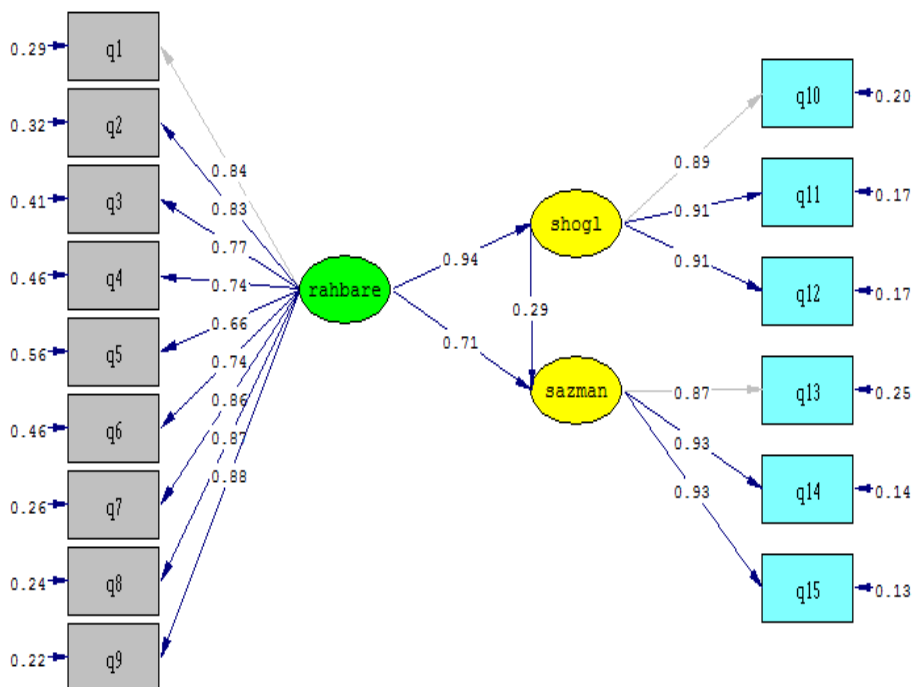 0.29 q1
0.32 q2
0.41 q3
0.46 q4
0.56 q5
0.46 q6
0.26 q7
0.24 q8
0.22 q9
0.84
0.83
0.77
0.74
0.66
0.74
0.86
0.87
0.88
rahbare
0.94
0.71
shogl
0.29
sazman
0.89
0.91
0.91
0.87
0.93
0.93
q10 0.20
q11 0.17
q12 0.17
q13 0.25
q14 0.14
q15 0.13